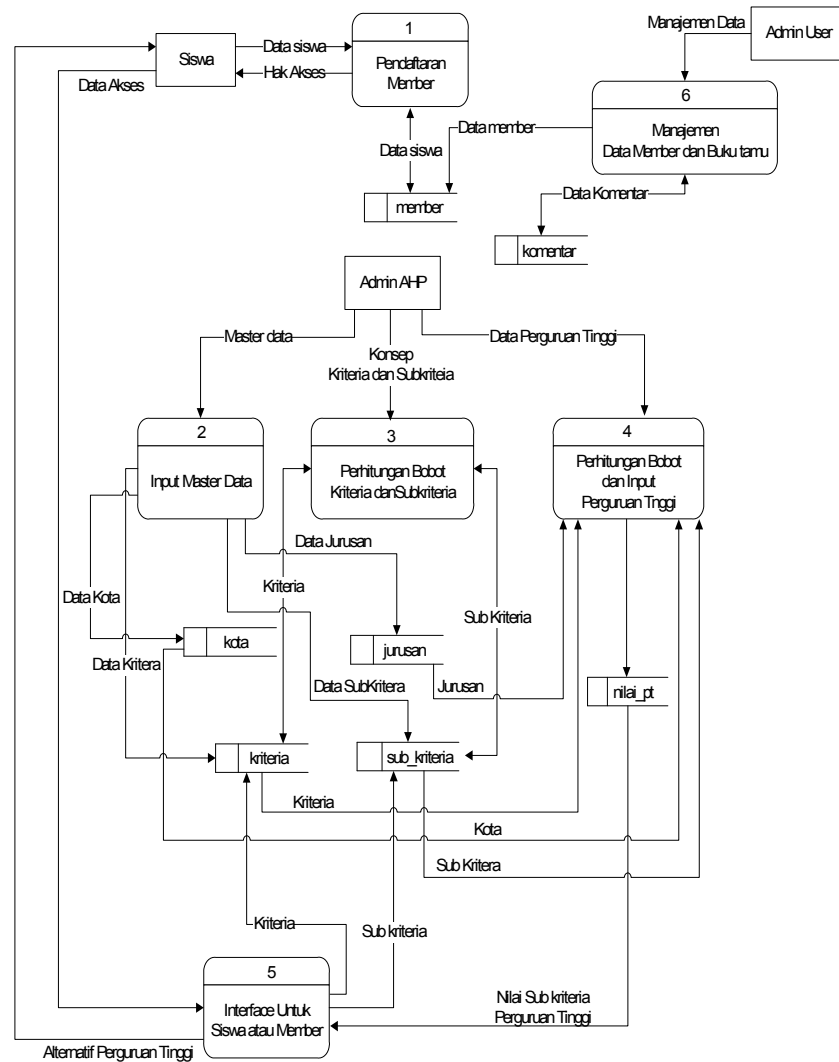 Manajemen Data
Admin User
1
Siswa
Data siswa
Hak Akses
Data Akses
Pendaftaran
Member
6
Manajemen
Data Member dan Buku tamu
Data member
Data siswa
member
Data Komentar
komentar
Admin AHP
Master data
Konsep
Kriteria dan Subkriteia
Data Perguruan Tinggi
2
Input Master Data
3
Perhitungan Bobot
Kriteria danSubkriteria
4
Perhitungan Bobot
dan Input
Perguruan Tnggi
Data Jurusan
Kriteria
Data Kota
Sub Kriteria
kota
jurusan
Data Kritera
Data SubKritera
Jurusan
nilai_pt
kriteria
sub_kriteria
Kriteria
Kota
Sub Kritera
Kriteria
Sub kriteria
5
Interface Untuk
Siswa atau Member
Nilai Sub kriteria
Perguruan Tinggi
Alternatif Perguruan Tinggi